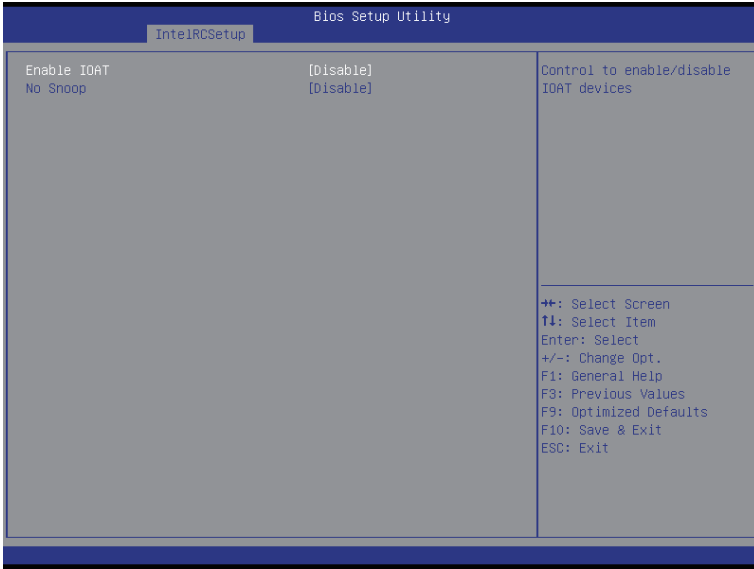 Bios Setup Utility
IntelRCSetup
Enable IOAT [Disable]
No Snoop [Disable]
Control to enable/disable
IOAT devices
→←: Select Screen
↑↓: Select Item
Enter: Select
+/-: Change Opt.
F1: General Help
F3: Previous Values
F9: Optimized Defaults
F10: Save & Exit
ESC: Exit